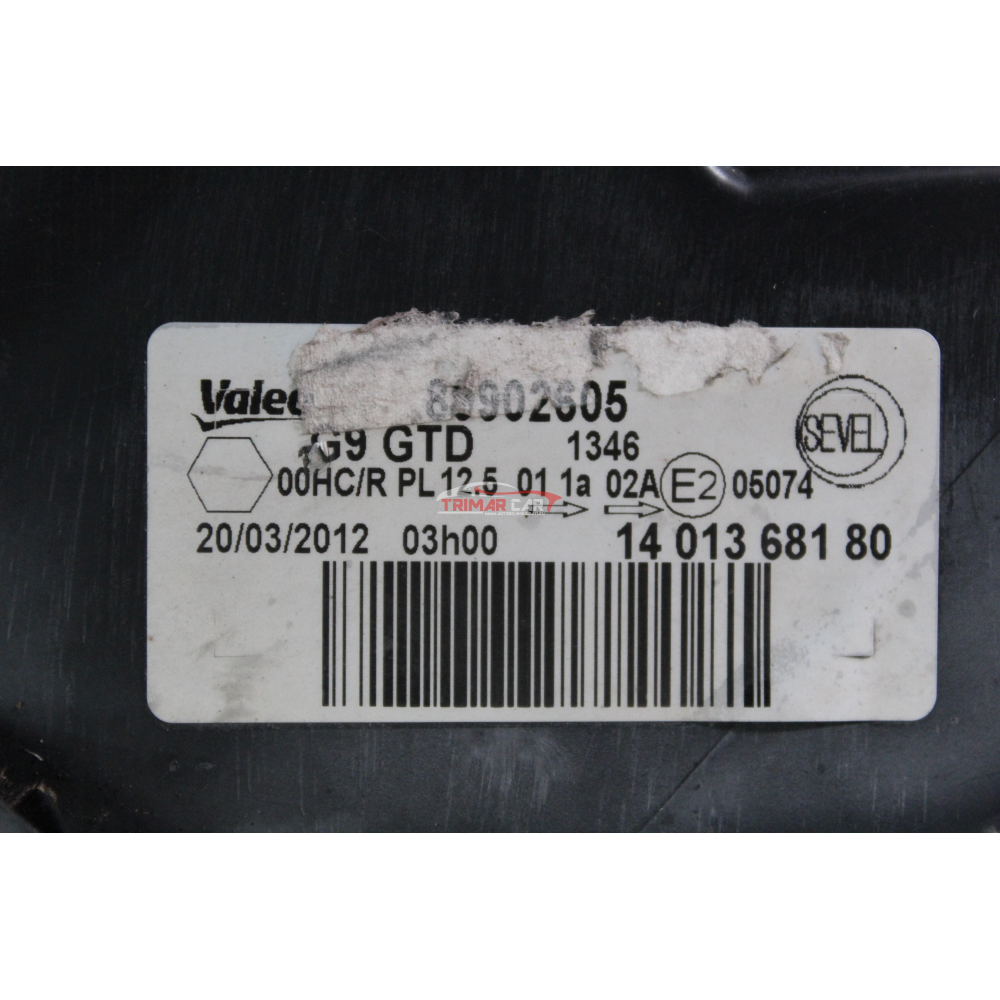 Valeo 89902605
G9 GTD 1346 SEVEL
00HC/R PL 12.5 01 1a 02A E2 05074
TRIMAR CAR
20/03/2012 03h00 14 013 681 80